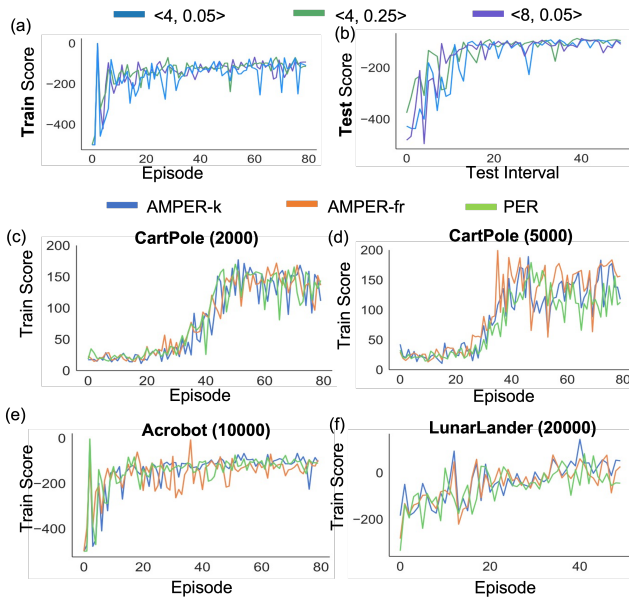 <4, 0.05> <4, 0.25> <8, 0.05>
(a) (b)
0
−200
−400
Train Score
0 20 40 60 80
Episode
−200
−400
Test Score
0 20 40
Test Interval
AMPER-k AMPER-fr PER
(c) CartPole (2000)
200
150
100
50
0
Train Score
0 20 40 60 80
Episode
(d) CartPole (5000)
200
150
100
50
0
Train Score
0 20 40 60 80
Episode
(e) Acrobot (10000)
0
−200
−400
Train Score
0 20 40 60 80
Episode
(f) LunarLander (20000)
0
−200
Train Score
0 20 40
Episode